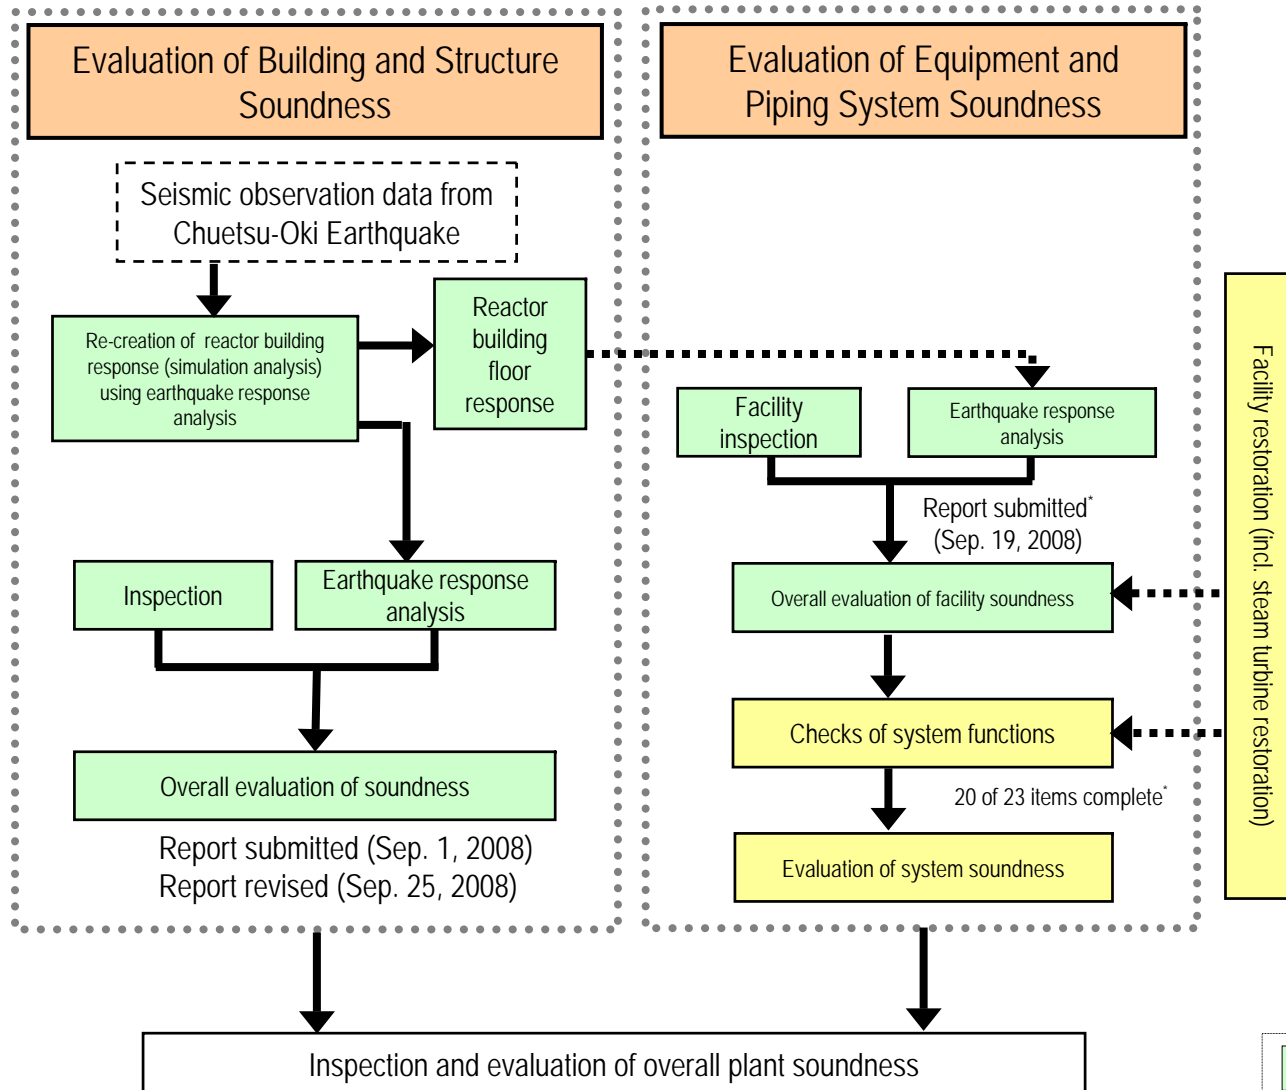 Evaluation of Building and Structure
Soundness
Seismic observation data from
Chuetsu-Oki Earthquake
Re-creation of reactor building
response (simulation analysis)
using earthquake response
analysis
Reactor
building
floor
response
Inspection
Earthquake response
analysis
Overall evaluation of soundness
Report submitted (Sep. 1, 2008)
Report revised (Sep. 25, 2008)
Evaluation of Equipment and
Piping System Soundness
Facility
inspection
Earthquake response
analysis
Report submitted*
(Sep. 19, 2008)
Overall evaluation of facility soundness
Checks of system functions
20 of 23 items complete*
Evaluation of system soundness
Facility restoration (incl. steam turbine restoration)
Inspection and evaluation of overall plant soundness